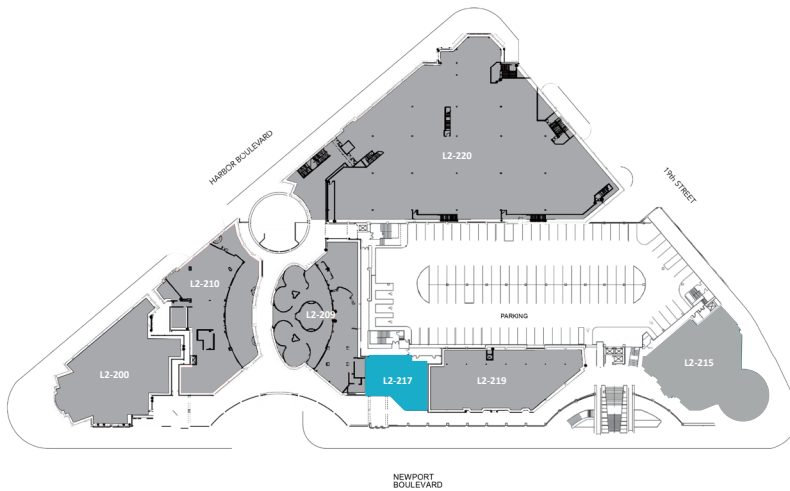 HARBOR BOULEVARD
L2-220
19th STREET
L2-210
L2-209
PARKING
L2-200
L2-217
L2-219
L2-215
NEWPORT
BOULEVARD